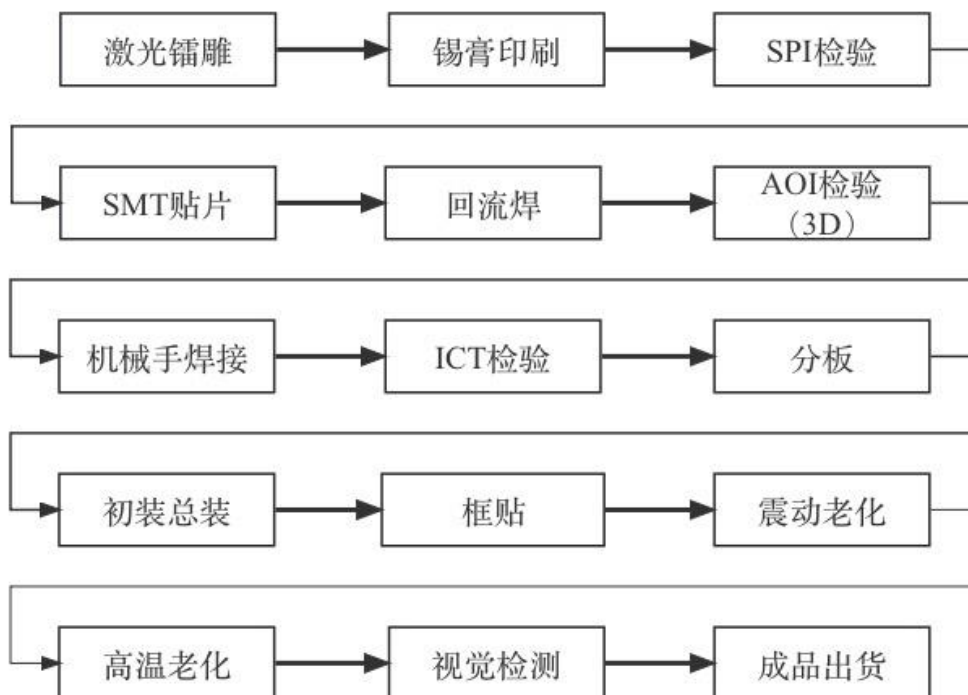 激光镭雕
锡膏印刷
SPI检验
SMT贴片
回流焊
AOI检验
（3D）
机械手焊接
ICT检验
分板
初装总装
框贴
震动老化
高温老化
视觉检测
成品出货